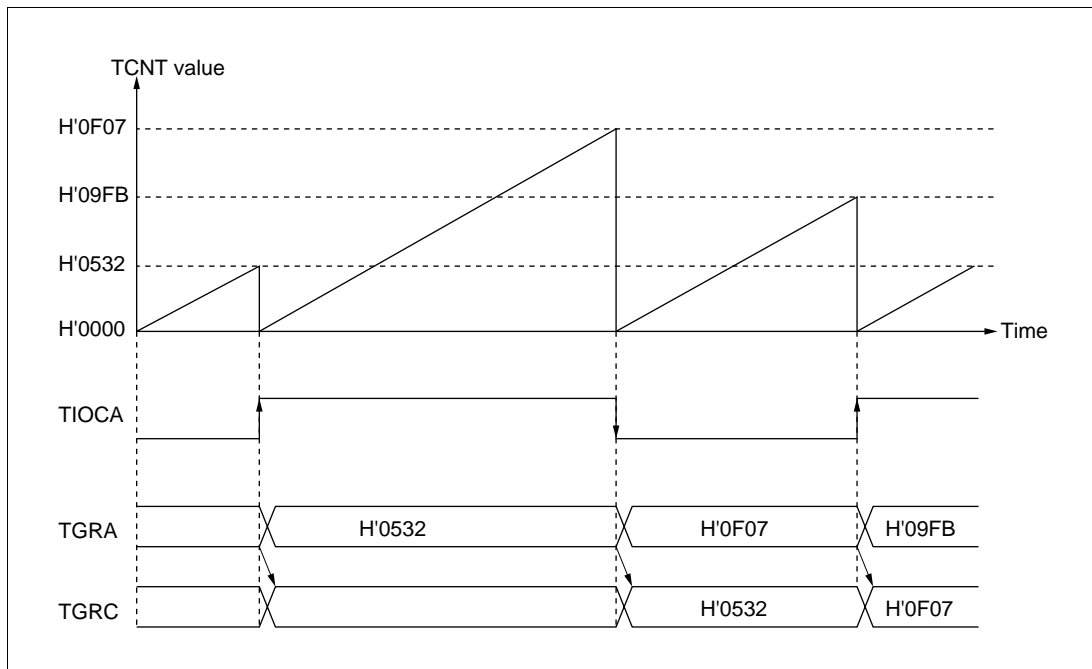 TCNT value
H'0F07
H'09FB
H'0532
H'0000
Time
TIOCA
TGRA H'0532 H'0F07 H'09FB
TGRC H'0532 H'0F07